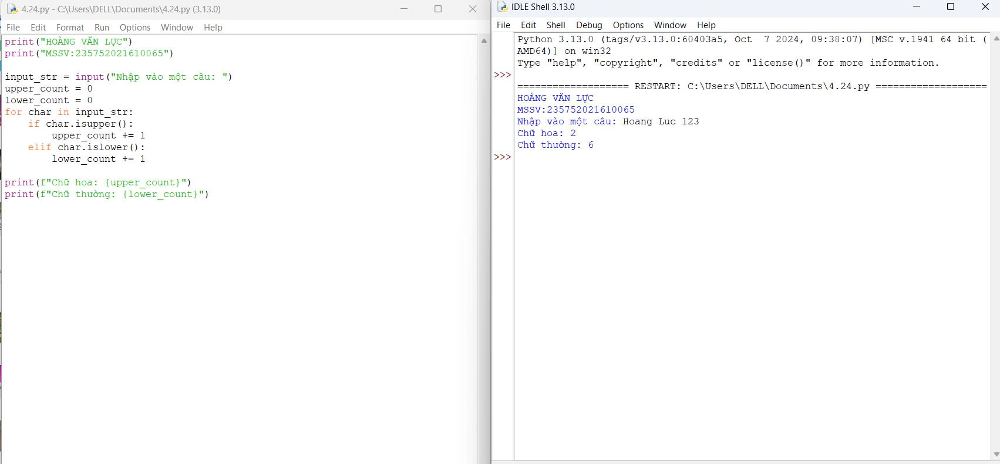 4.24.py - C:\Users\DELL\Documents\4.24.py (3.13.0)
File Edit Format Run Options Window Help
print("HOÀNG VĂN LỰC")
print("MSSV:235752021610065")
input_str = input("Nhập vào một câu: ")
upper_count = 0
lower_count = 0
for char in input_str:
    if char.isupper():
        upper_count += 1
    elif char.islower():
        lower_count += 1
print(f"Chữ hoa: {upper_count}")
print(f"Chữ thường: {lower_count}")
IDLE Shell 3.13.0
File Edit Shell Debug Options Window Help
Python 3.13.0 (tags/v3.13.0:60403a5, Oct  7 2024, 09:38:07) [MSC v.1941 64 bit (
AMD64)] on win32
Type "help", "copyright", "credits" or "license()" for more information.
>>>
=================== RESTART: C:\Users\DELL\Documents\4.24.py ===================
HOÀNG VĂN LỰC
MSSV:235752021610065
Nhập vào một câu: Hoang Luc 123
Chữ hoa: 2
Chữ thường: 6
>>>